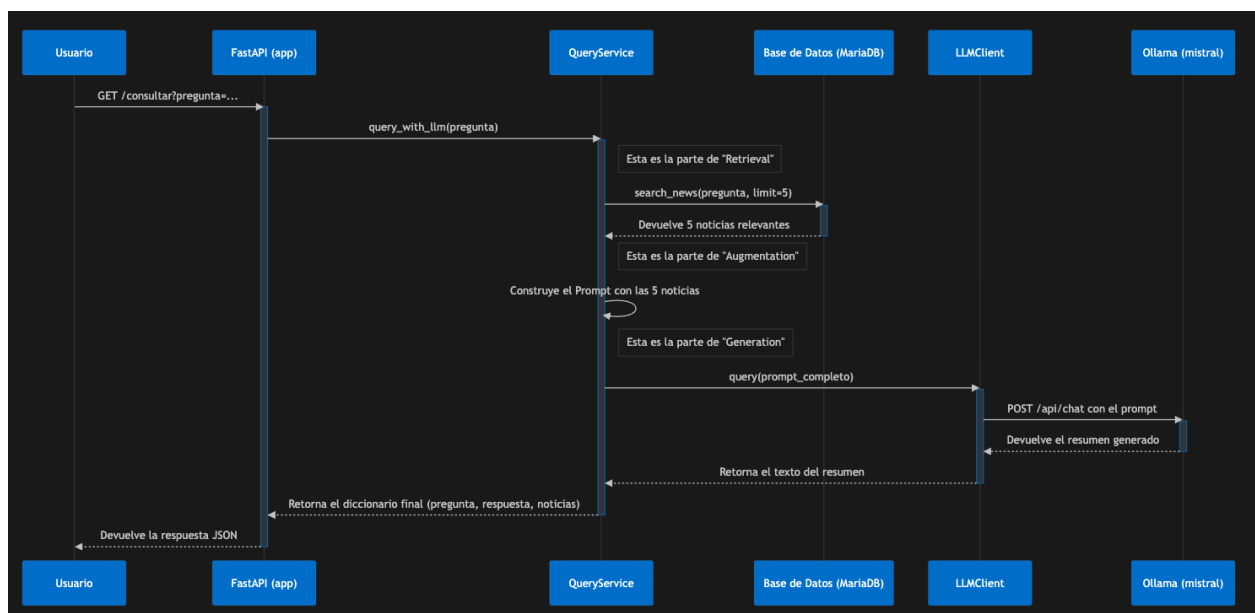 Usuario
FastAPI (app)
QueryService
Base de Datos (MariaDB)
LLMClient
Ollama (mistral)
GET /consultar?pregunta=...
query_with_llm(pregunta)
Esta es la parte de "Retrieval"
search_news(pregunta, limit=5)
Devuelve 5 noticias relevantes
Esta es la parte de "Augmentation"
Construye el Prompt con las 5 noticias
Esta es la parte de "Generation"
query(prompt_completo)
POST /api/chat con el prompt
Devuelve el resumen generado
Retorna el texto del resumen
Retorna el diccionario final (pregunta, respuesta, noticias)
Devuelve la respuesta JSON
Usuario
FastAPI (app)
QueryService
Base de Datos (MariaDB)
LLMClient
Ollama (mistral)